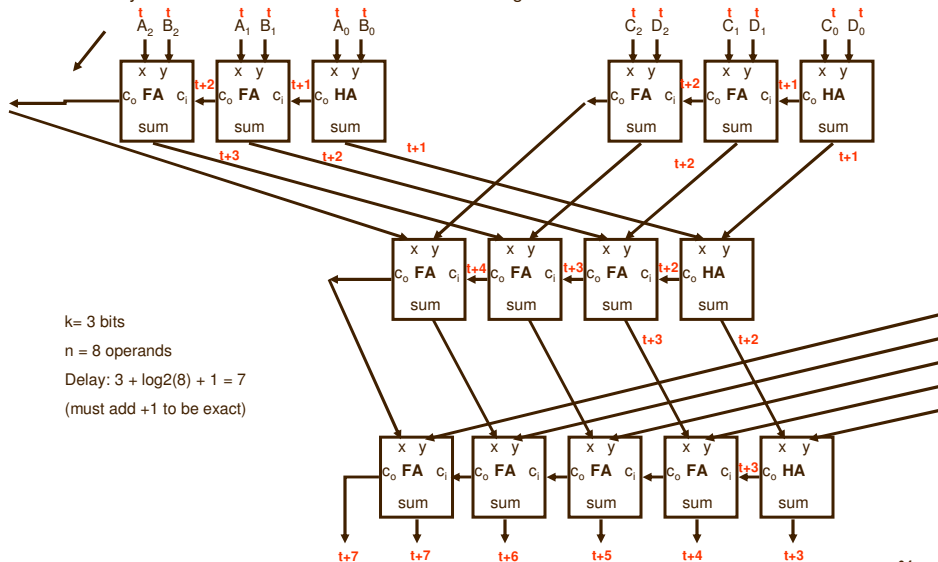 t t t t t t t t t t t t
A2 B2 A1 B1 A0 B0 C2 D2 C1 D1 C0 D0
x y x y x y x y x y x y
co FA ci t+2 co FA ci t+1 co HA co FA ci t+2 co FA ci t+1 co HA
sum sum sum sum sum sum
t+3 t+2 t+1 t+2 t+1
x y x y x y x y
co FA ci t+4 co FA ci t+3 co FA ci t+2 co HA
sum sum sum sum
k= 3 bits
n = 8 operands
Delay: 3 + log2(8) + 1 = 7
(must add +1 to be exact)
t+3 t+2
x y x y x y x y x y
co FA ci co FA ci co FA ci co FA ci t+3 co HA
sum sum sum sum sum
t+7 t+7 t+6 t+5 t+4 t+3